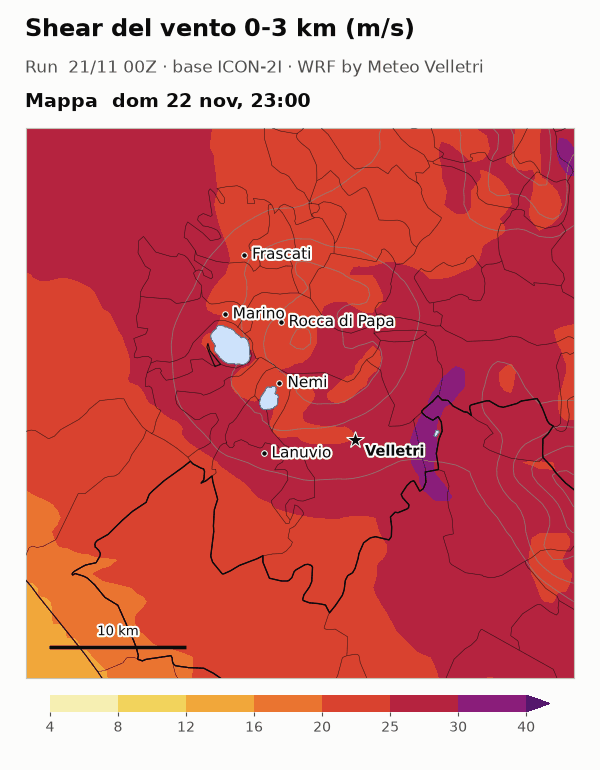 Shear del vento 0-3 km (m/s)
Run  21/11 00Z · base ICON-2I · WRF by Meteo Velletri
Mappa  dom 22 nov, 23:00
Frascati
Marino
Rocca di Papa
Nemi
Velletri
Lanuvio
10 km
4 8 12 16 20 25 30 40